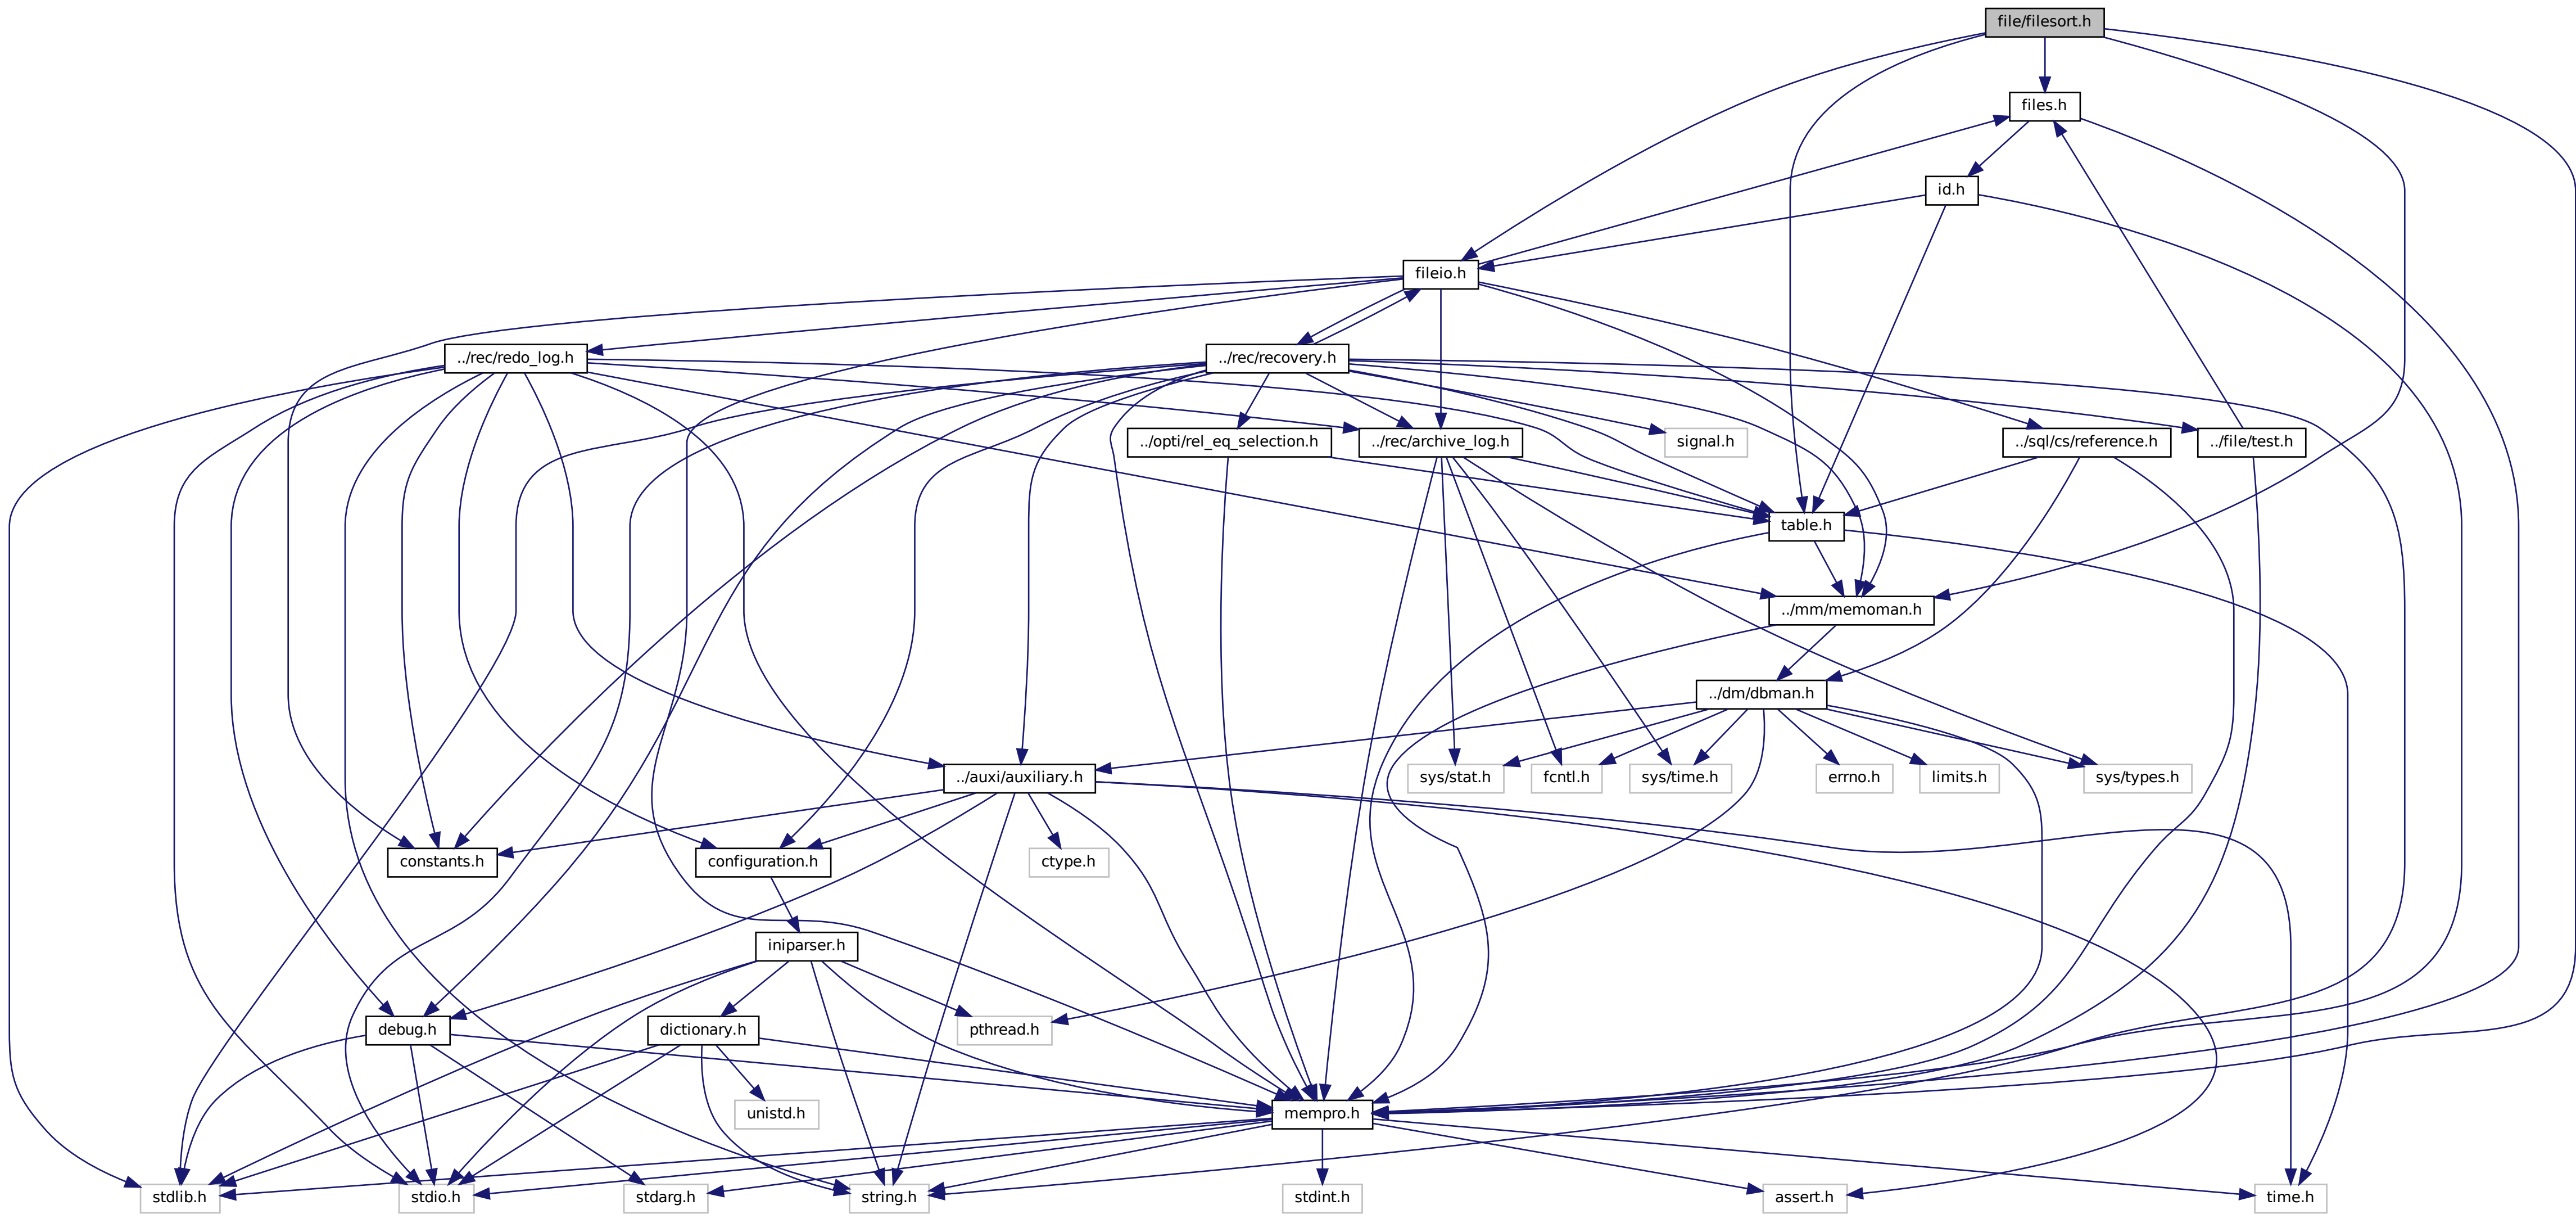 file/filesort.h
files.h
id.h
fileio.h
../rec/redo_log.h
../rec/recovery.h
../opti/rel_eq_selection.h
../rec/archive_log.h
signal.h
../sql/cs/reference.h
../file/test.h
table.h
../mm/memoman.h
../dm/dbman.h
../auxi/auxiliary.h
sys/stat.h
fcntl.h
sys/time.h
errno.h
limits.h
sys/types.h
constants.h
configuration.h
ctype.h
iniparser.h
debug.h
dictionary.h
pthread.h
unistd.h
mempro.h
stdlib.h
stdio.h
stdarg.h
string.h
stdint.h
assert.h
time.h